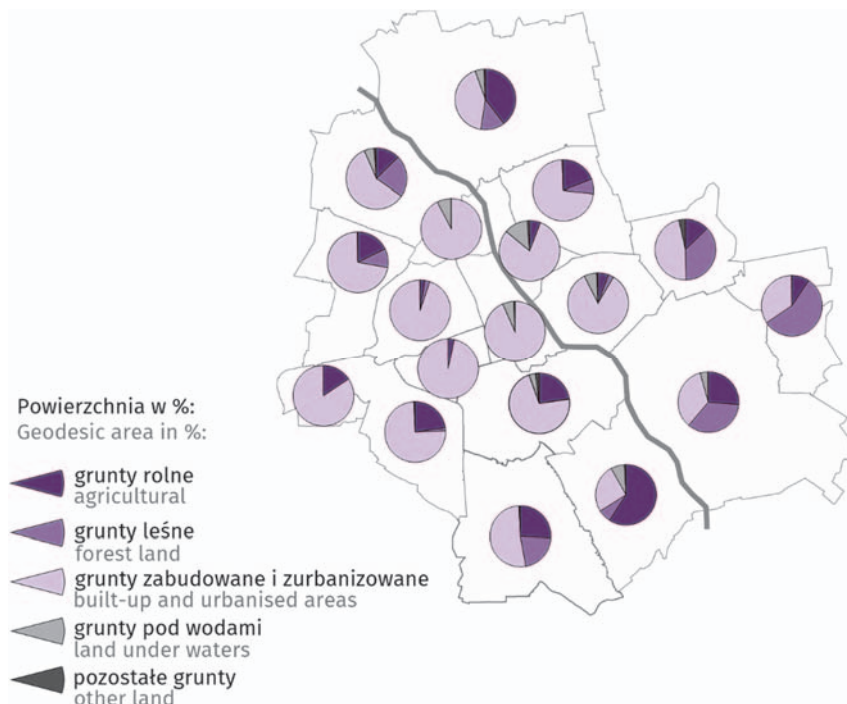 Powierzchnia w %:
Geodesic area in %:
grunty rolne
agricultural
grunty leśne
forest land
grunty zabudowane i zurbanizowane
built-up and urbanised areas
grunty pod wodami
land under waters
pozostałe grunty
other land